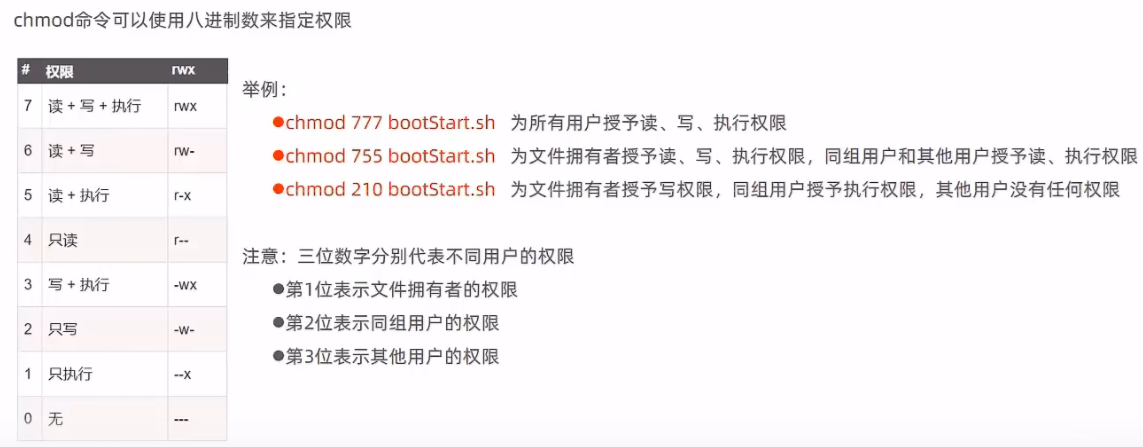 chmod命令可以使用八进制数来指定权限
# 权限 rwx
7 读 + 写 + 执行 rwx
6 读 + 写 rw-
5 读 + 执行 r-x
4 只读 r--
3 写 + 执行 -wx
2 只写 -w-
1 只执行 --x
0 无 ---
举例：
●chmod 777 bootStart.sh 为所有用户授予读、写、执行权限
●chmod 755 bootStart.sh 为文件拥有者授予读、写、执行权限，同组用户和其他用户授予读、执行权限
●chmod 210 bootStart.sh 为文件拥有者授予写权限，同组用户授予执行权限，其他用户没有任何权限
注意：三位数字分别代表不同用户的权限
●第1位表示文件拥有者的权限
●第2位表示同组用户的权限
●第3位表示其他用户的权限